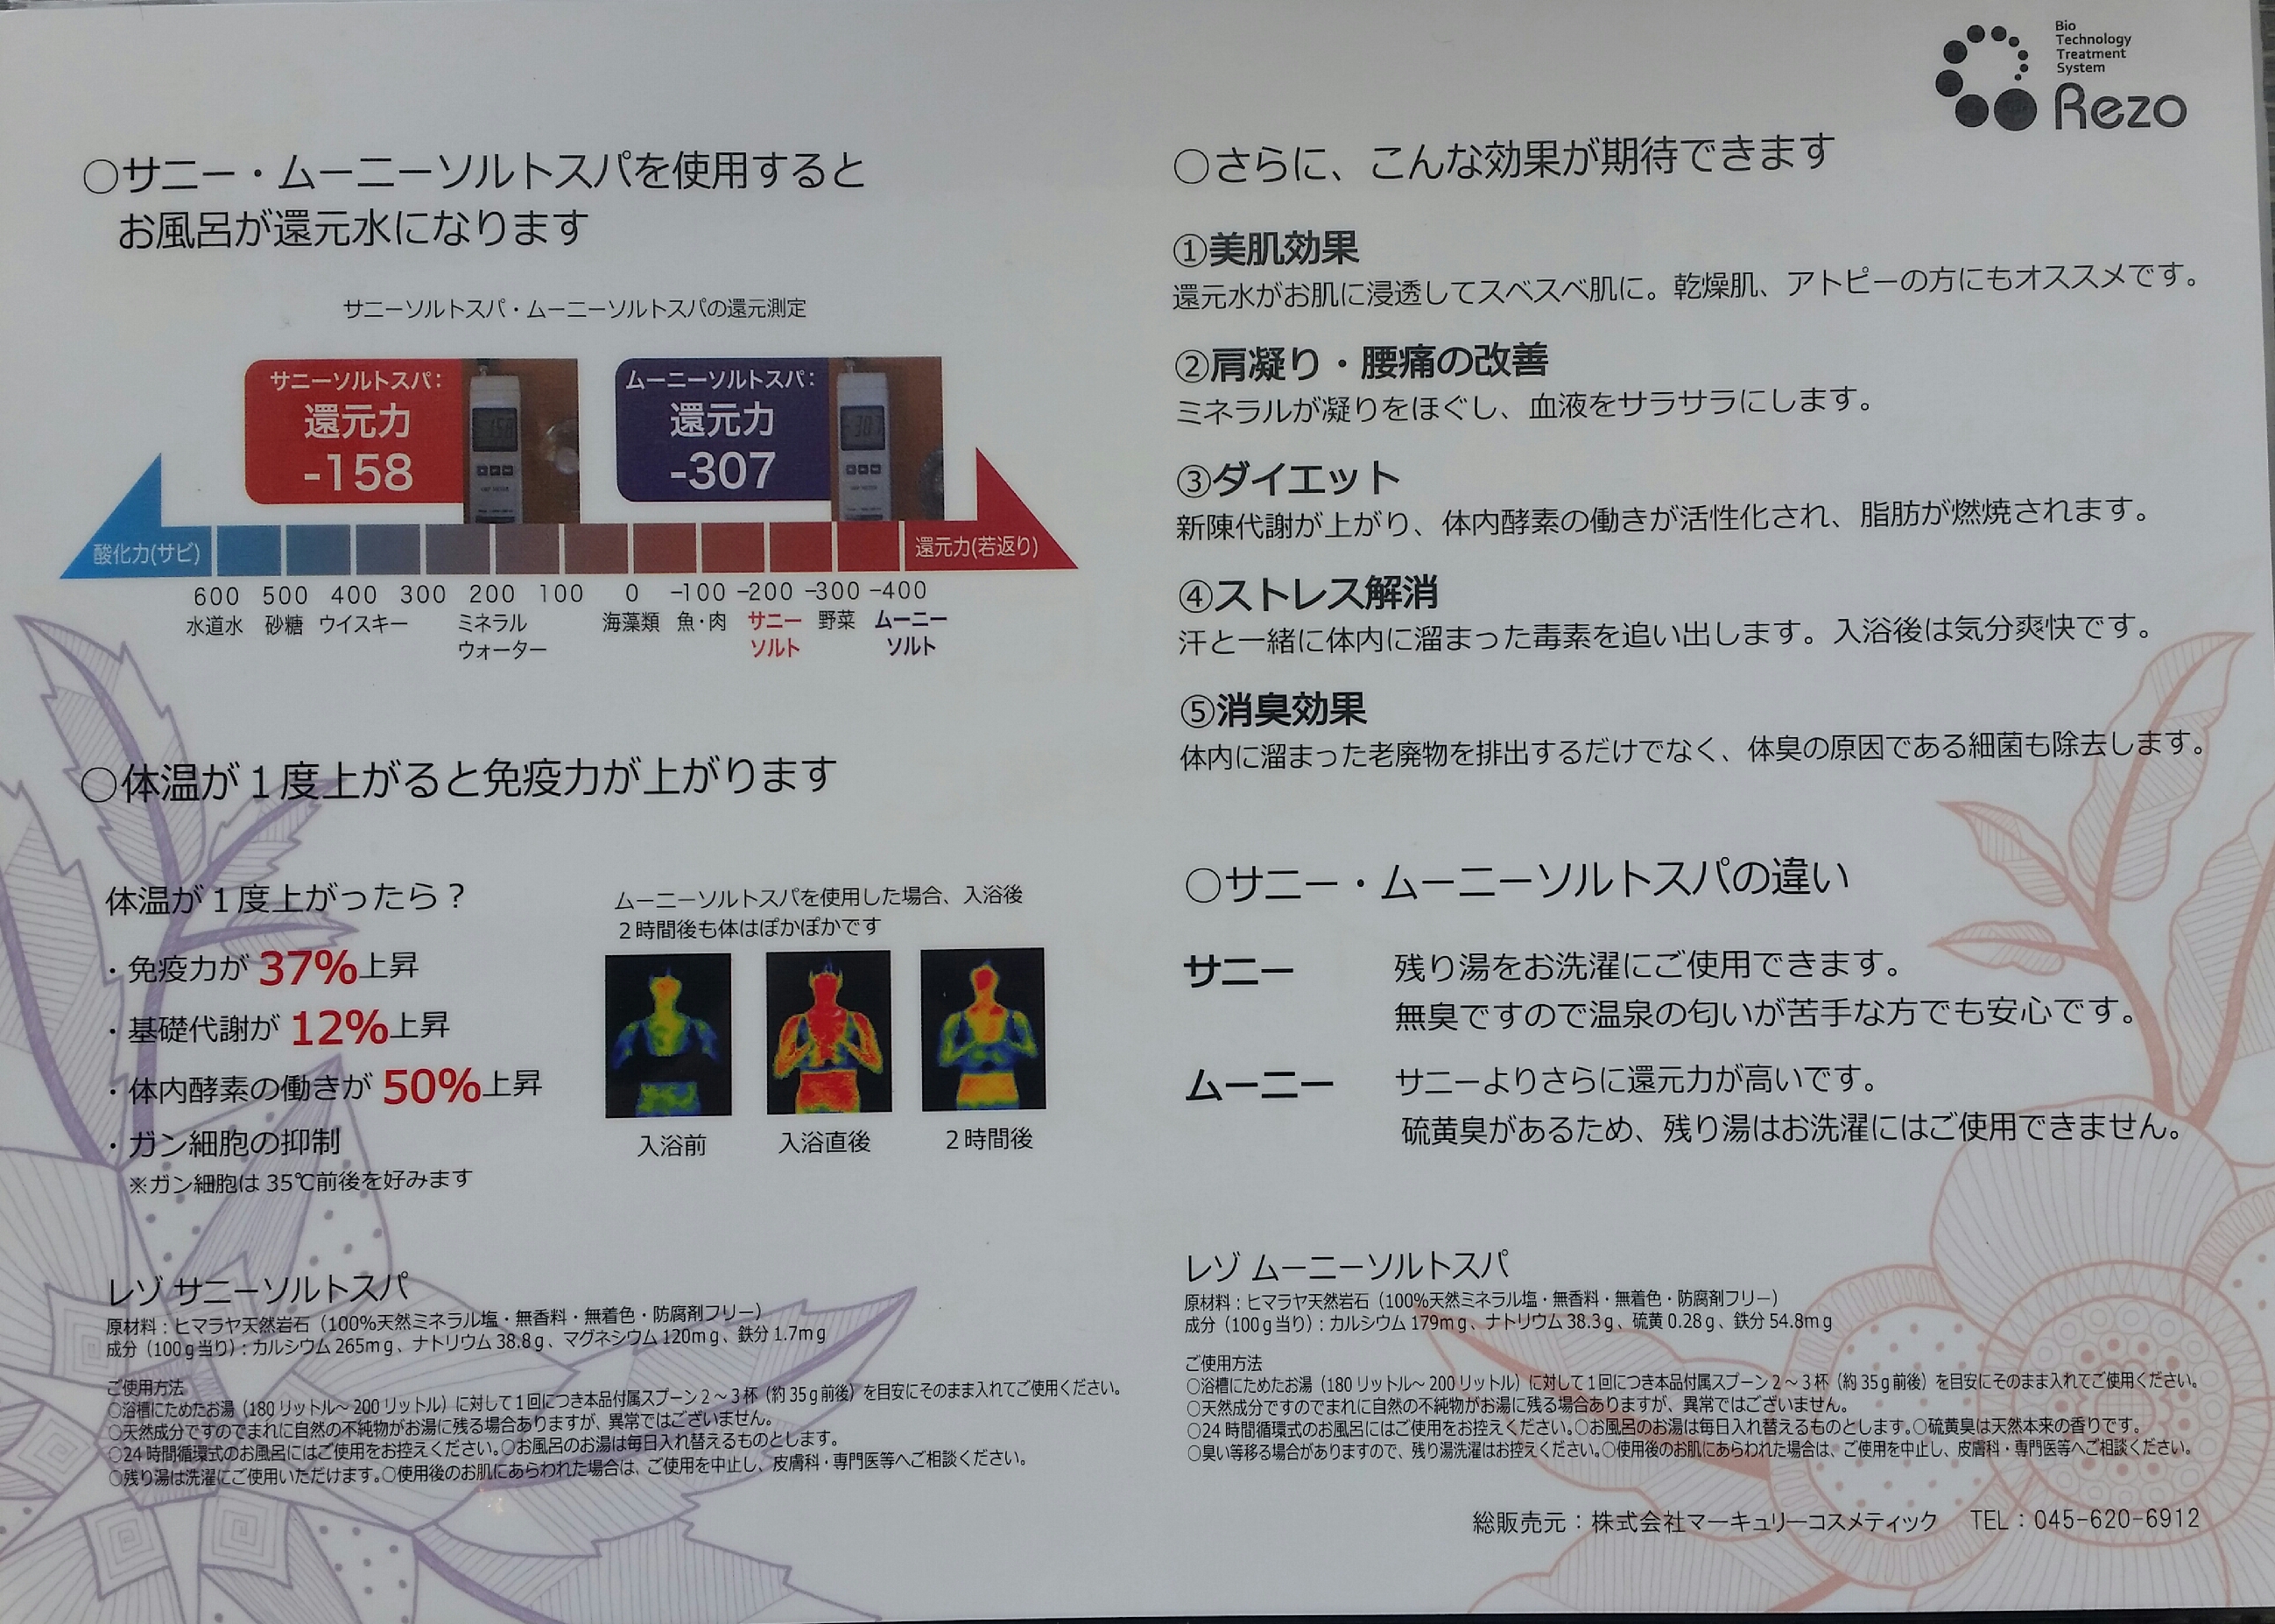 Bio
Technology
Treatment
System
Rezo
○サニー・ムーニーソルトスパを使用すると
お風呂が還元水になります
サニーソルトスパ・ムーニーソルトスパの還元測定
サニーソルトスパ:
還元力
-158
ムーニーソルトスパ:
還元力
-307
酸化力(サビ)
還元力(若返り)
600 500 400 300 200 100 0 -100 -200 -300 -400
水道水 砂糖 ウイスキー ミネラル 海藻類 魚・肉 サニー 野菜 ムーニー
ウォーター ソルト ソルト
○体温が1度上がると免疫力が上がります
体温が1度上がったら？
・免疫力が 37%上昇
・基礎代謝が 12%上昇
・体内酵素の働きが 50%上昇
・ガン細胞の抑制
※ガン細胞は35℃前後を好みます
ムーニーソルトスパを使用した場合、入浴後
2時間後も体はぽかぽかです
入浴前 入浴直後 2時間後
レゾ サニーソルトスパ
原材料：ヒマラヤ天然岩石（100%天然ミネラル塩・無香料・無着色・防腐剤フリー）
成分（100g当り）：カルシウム265mg、ナトリウム38.8g、マグネシウム120mg、鉄分1.7mg
ご使用方法
○浴槽にためたお湯（180リットル～200リットル）に対して1回につき本品付属スプーン2～3杯（約35g前後）を目安にそのまま入れてご使用ください。
○天然成分ですのでまれに自然の不純物がお湯に残る場合ありますが、異常ではございません。
○24時間循環式のお風呂にはご使用をお控えください。○お風呂のお湯は毎日入れ替えるものとします。
○残り湯は洗濯にご使用いただけます。○使用後のお肌にあらわれた場合は、ご使用を中止し、皮膚科・専門医等へご相談ください。
○さらに、こんな効果が期待できます
①美肌効果
還元水がお肌に浸透してスベスベ肌に。乾燥肌、アトピーの方にもオススメです。
②肩凝り・腰痛の改善
ミネラルが凝りをほぐし、血液をサラサラにします。
③ダイエット
新陳代謝が上がり、体内酵素の働きが活性化され、脂肪が燃焼されます。
④ストレス解消
汗と一緒に体内に溜まった毒素を追い出します。入浴後は気分爽快です。
⑤消臭効果
体内に溜まった老廃物を排出するだけでなく、体臭の原因である細菌も除去します。
○サニー・ムーニーソルトスパの違い
サニー 残り湯をお洗濯にご使用できます。
無臭ですので温泉の匂いが苦手な方でも安心です。
ムーニー サニーよりさらに還元力が高いです。
硫黄臭があるため、残り湯はお洗濯にはご使用できません。
レゾ ムーニーソルトスパ
原材料：ヒマラヤ天然岩石（100%天然ミネラル塩・無香料・無着色・防腐剤フリー）
成分（100g当り）：カルシウム179mg、ナトリウム38.3g、硫黄0.28g、鉄分54.8mg
ご使用方法
○浴槽にためたお湯（180リットル～200リットル）に対して1回につき本品付属スプーン2～3杯（約35g前後）を目安にそのまま入れてご使用ください。
○天然成分ですのでまれに自然の不純物がお湯に残る場合ありますが、異常ではございません。
○24時間循環式のお風呂にはご使用をお控えください。○お風呂のお湯は毎日入れ替えるものとします。○硫黄臭は天然本来の香りです。
○臭い等移る場合がありますので、残り湯洗濯はお控えください。○使用後のお肌にあらわれた場合は、ご使用を中止し、皮膚科・専門医等へご相談ください。
総販売元：株式会社マーキュリーコスメティック TEL：045-620-6912